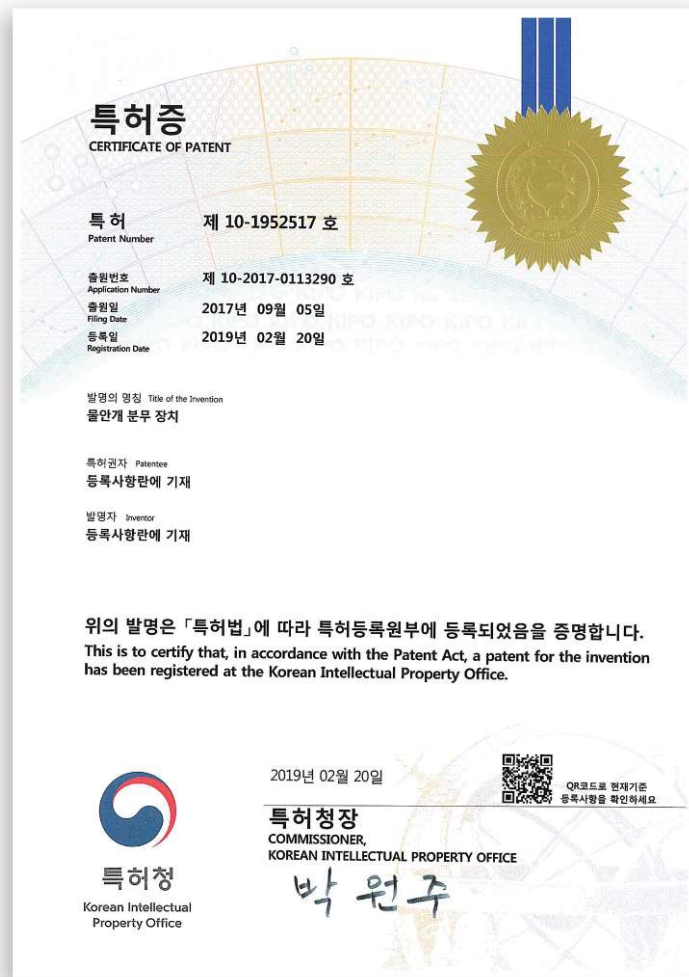 특허증
CERTIFICATE OF PATENT
특 허 제 10-1952517 호
Patent Number
출원번호 제 10-2017-0113290 호
Application Number
출원일 2017년 09월 05일
Filing Date
등록일 2019년 02월 20일
Registration Date
발명의 명칭 Title of the Invention
물안개 분무 장치
특허권자 Patentee
등록사항란에 기재
발명자 Inventor
등록사항란에 기재
위의 발명은 「특허법」에 따라 특허등록원부에 등록되었음을 증명합니다.
This is to certify that, in accordance with the Patent Act, a patent for the invention
has been registered at the Korean Intellectual Property Office.
2019년 02월 20일
QR코드로 현재기준
등록사항을 확인하세요
특허청장
COMMISSIONER,
KOREAN INTELLECTUAL PROPERTY OFFICE
박 원 주
특허청
Korean Intellectual
Property Office